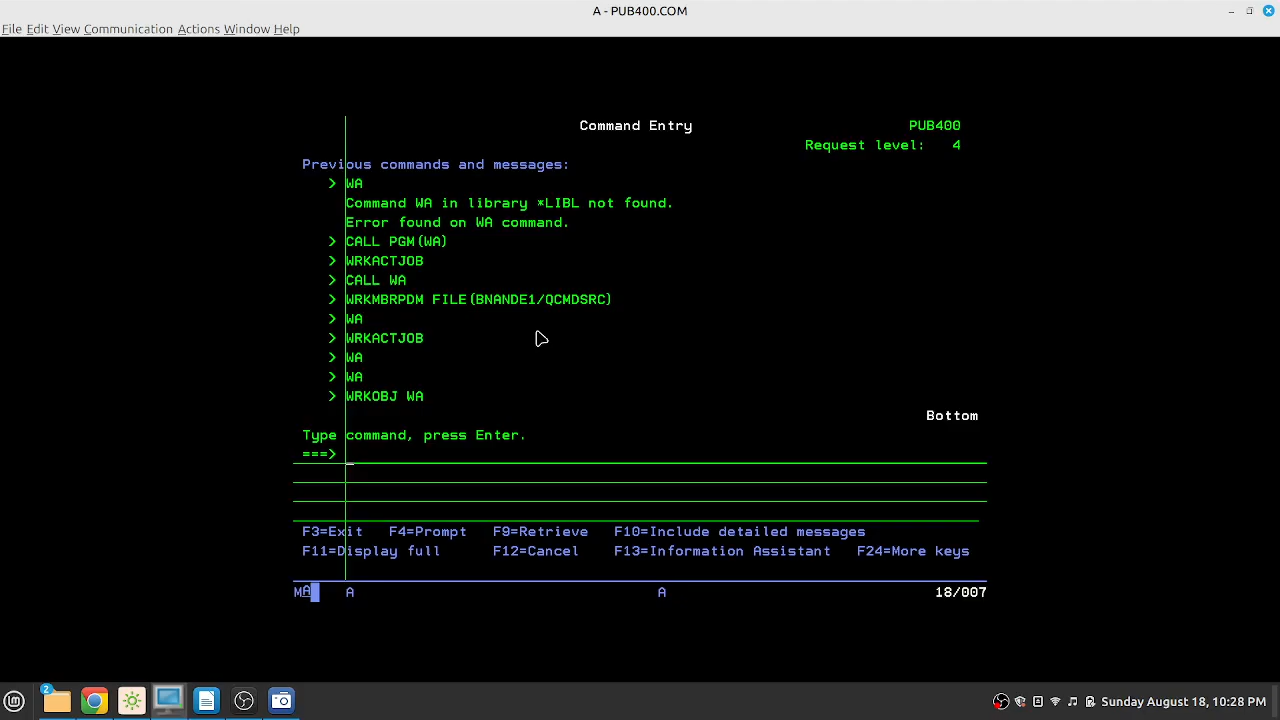 A - PUB400.COM
File Edit View Communication Actions Window Help
Command Entry PUB400
Request level: 4
Previous commands and messages:
> WA
Command WA in library *LIBL not found.
Error found on WA command.
> CALL PGM(WA)
> WRKACTJOB
> CALL WA
> WRKMBRPDM FILE(BNANDE1/QCMDSRC)
> WA
> WRKACTJOB
> WA
> WA
> WRKOBJ WA
Bottom
Type command, press Enter.
===>
F3=Exit F4=Prompt F9=Retrieve F10=Include detailed messages
F11=Display full F12=Cancel F13=Information Assistant F24=More keys
MA A A 18/007
2 Sunday August 18, 10:28 PM